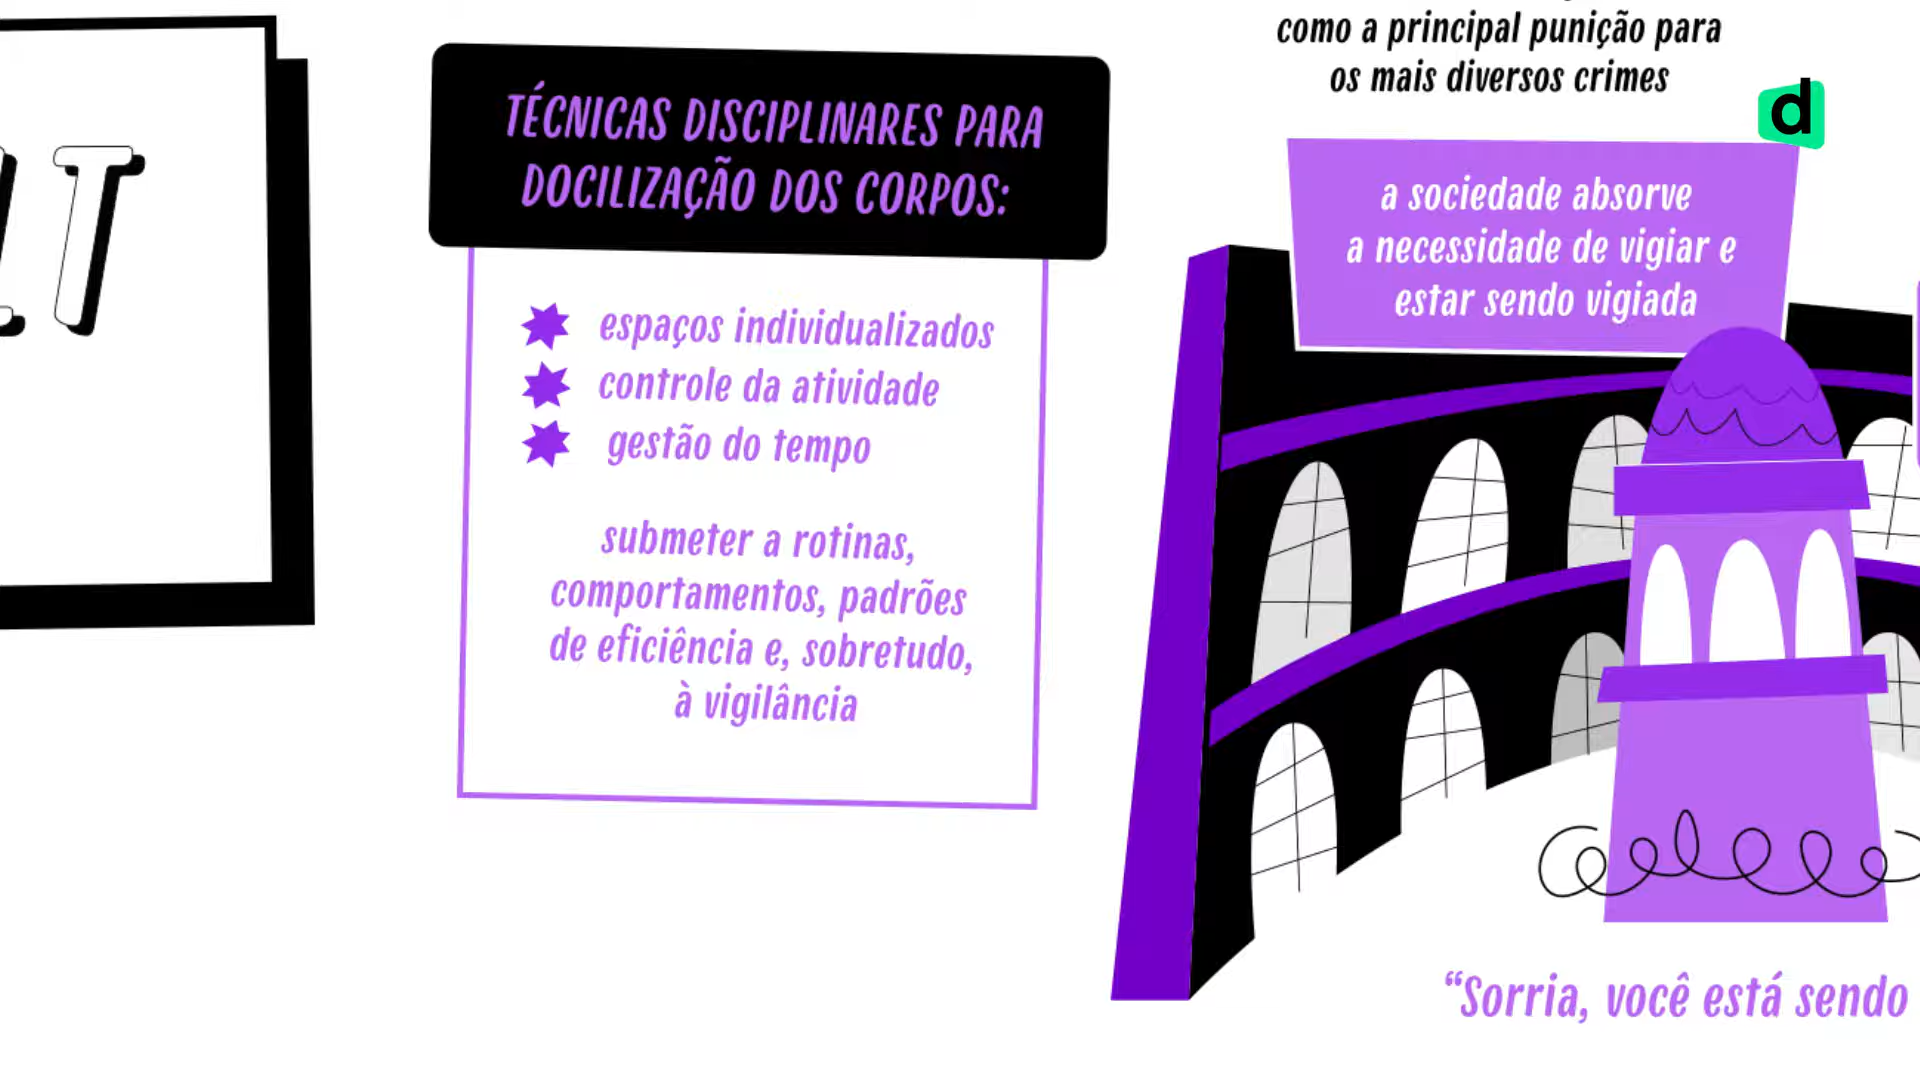 TÉCNICAS DISCIPLINARES PARA
DOCILIZAÇÃO DOS CORPOS:
espaços individualizados
controle da atividade
gestão do tempo
submeter a rotinas,
comportamentos, padrões
de eficiência e, sobretudo,
à vigilância
como a principal punição para
os mais diversos crimes
d
a sociedade absorve
a necessidade de vigiar e
estar sendo vigiada
“Sorria, você está sendo